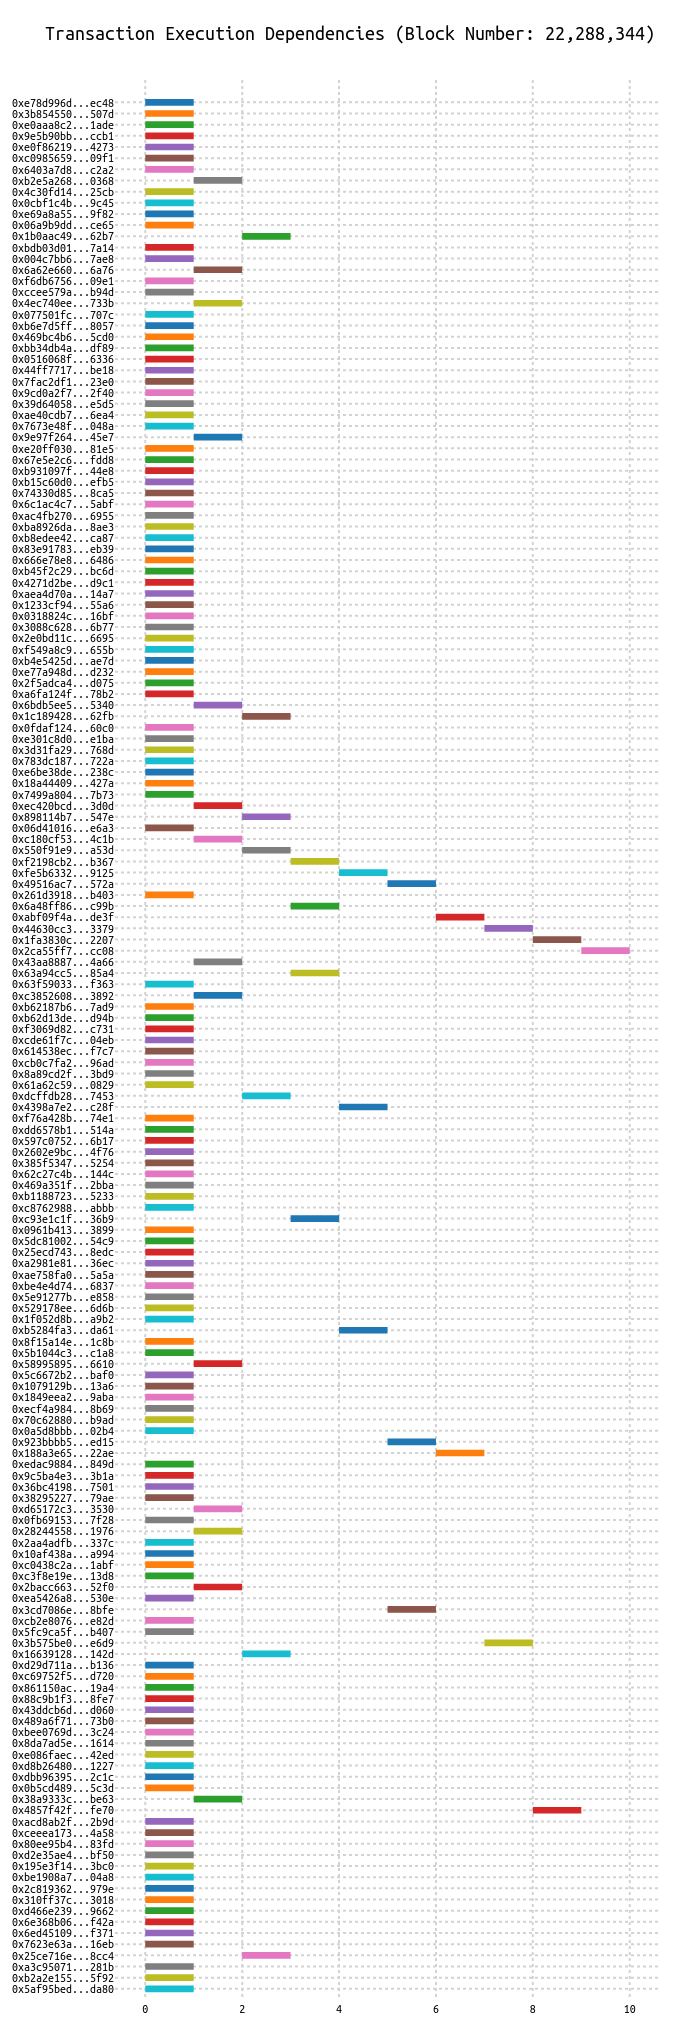 Transaction Execution Dependencies (Block Number: 22,288,344)
0xe78d996d...ec48
0x3b854550...507d
0xe0aaa8c2...1ade
0x9e5b90bb...ccb1
0xe0f86219...4273
0xc0985659...09f1
0x6403a7d8...c2a2
0xb2e5a268...0368
0x4c30fd14...25cb
0x0cbf1c4b...9c45
0xe69a8a55...9f82
0x06a9b9dd...ce65
0x1b0aac49...62b7
0xbdb03d01...7a14
0x004c7bb6...7ae8
0x6a62e660...6a76
0xf6db6756...09e1
0xccee579a...b94d
0x4ec740ee...733b
0x077501fc...707c
0xb6e7d5ff...8057
0x469bc4b6...5cd0
0xbb34db4a...df89
0x0516068f...6336
0x44ff7717...be18
0x7fac2df1...23e0
0x9cd0a2f7...2f40
0x39d64058...e5d5
0xae40cdb7...6ea4
0x7673e48f...048a
0x9e97f264...45e7
0xe20ff030...81e5
0x67e5e2c6...fdd8
0xb931097f...44e8
0xb15c60d0...efb5
0x74330d85...8ca5
0x6c1ac4c7...5abf
0xac4fb270...6955
0xba8926da...8ae3
0xb8edee42...ca87
0x83e91783...eb39
0x666e78e8...6486
0xb45f2c29...bc6d
0x4271d2be...d9c1
0xaea4d70a...14a7
0x1233cf94...55a6
0x0318824c...16bf
0x3088c628...6b77
0x2e0bd11c...6695
0xf549a8c9...655b
0xb4e5425d...ae7d
0xe77a948d...d232
0x2f5adca4...d075
0xa6fa124f...78b2
0x6bdb5ee5...5340
0x1c189428...62fb
0x0fdaf124...60c0
0xe301c8d0...e1ba
0x3d31fa29...768d
0x783dc187...722a
0xe6be38de...238c
0x18a44409...427a
0x7499a804...7b73
0xec420bcd...3d0d
0x898114b7...547e
0x06d41016...e6a3
0xc180cf53...4c1b
0x550f91e9...a53d
0xf2198cb2...b367
0xfe5b6332...9125
0x49516ac7...572a
0x261d3918...b403
0x6a48ff86...c99b
0xabf09f4a...de3f
0x44630cc3...3379
0x1fa3830c...2207
0x2ca55ff7...cc08
0x43aa8887...4a66
0x63a94cc5...85a4
0x63f59033...f363
0xc3852608...3892
0xb62187b6...7ad9
0xb62d13de...d94b
0xf3069d82...c731
0xcde61f7c...04eb
0x614538ec...f7c7
0xcb0c7fa2...96ad
0x8a89cd2f...3bd9
0x61a62c59...0829
0xdcffdb28...7453
0x4398a7e2...c28f
0xf76a428b...74e1
0xdd6578b1...514a
0x597c0752...6b17
0x2602e9bc...4f76
0x385f5347...5254
0x62c27c4b...144c
0x469a351f...2bba
0xb1188723...5233
0xc8762988...abbb
0xc93e1c1f...36b9
0x0961b413...3899
0x5dc81002...54c9
0x25ecd743...8edc
0xa2981e81...36ec
0xae758fa0...5a5a
0xbe4e4d74...6837
0x5e91277b...e858
0x529178ee...6d6b
0x1f052d8b...a9b2
0xb5284fa3...da61
0x8f15a14e...1c8b
0x5b1044c3...c1a8
0x58995895...6610
0x5c6672b2...baf0
0x1079129b...13a6
0x1849eea2...9aba
0xecf4a984...8b69
0x70c62880...b9ad
0x0a5d8bbb...02b4
0x923bbbb5...ed15
0x188a3e65...22ae
0xedac9884...849d
0x9c5ba4e3...3b1a
0x36bc4198...7501
0x38295227...79ae
0xd65172c3...3530
0x0fb69153...7f28
0x28244558...1976
0x2aa4adfb...337c
0x10af438a...a994
0xc0438c2a...1abf
0xc3f8e19e...13d8
0x2bacc663...52f0
0xea5426a8...530e
0x3cd7086e...8bfe
0xcb2e8076...e82d
0x5fc9ca5f...b407
0x3b575be0...e6d9
0x16639128...142d
0xd29d711a...b136
0xc69752f5...d720
0x861150ac...19a4
0x88c9b1f3...8fe7
0x43ddcb6d...d060
0x489a6f71...73b0
0xbee0769d...3c24
0x8da7ad5e...1614
0xe086faec...42ed
0xd8b26480...1227
0xdbb96395...2c1c
0x0b5cd489...5c3d
0x38a9333c...be63
0x4857f42f...fe70
0xacd8ab2f...2b9d
0xceeea173...4a58
0x80ee95b4...83fd
0xd2e35ae4...bf50
0x195e3f14...3bc0
0xbe1908a7...04a8
0x2c819362...979e
0x310ff37c...3018
0xd466e239...9662
0x6e368b06...f42a
0x6ed45109...f371
0x7623e63a...16eb
0x25ce716e...8cc4
0xa3c95071...281b
0xb2a2e155...5f92
0x5af95bed...da80
0 2 4 6 8 10